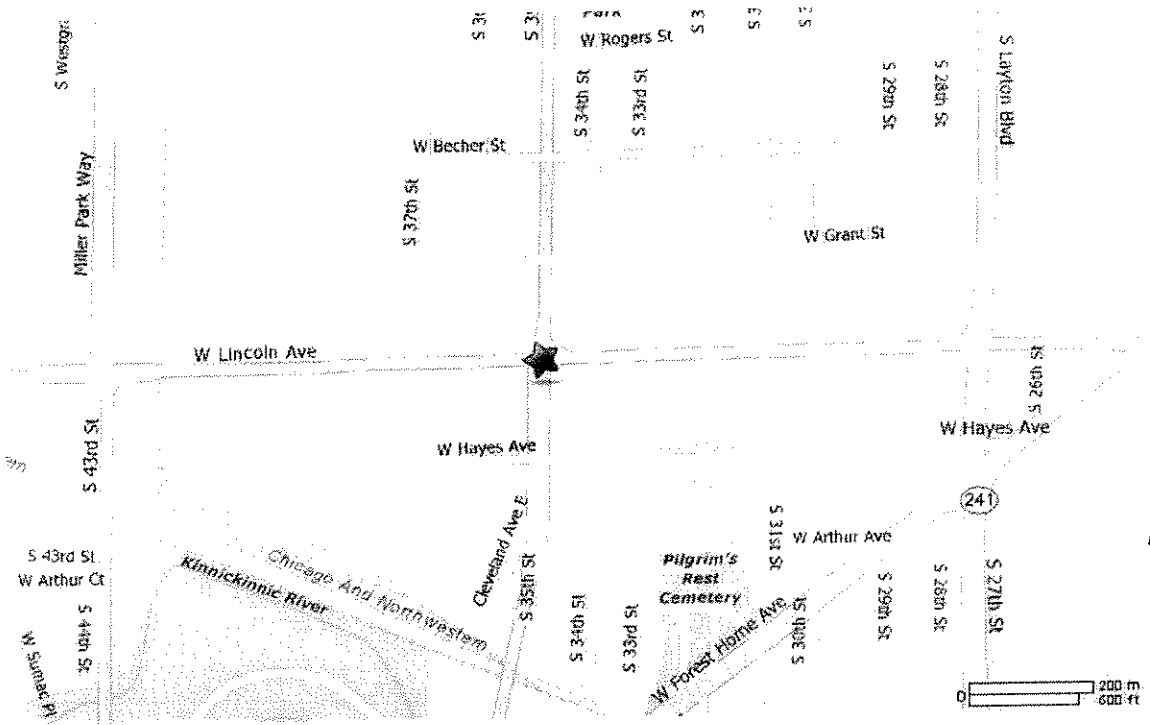 S Westgr
W Rogers St
S 34th St
S 33rd St
S 29th St
S 28th St
S Layton Blvd
W Becher St
Miller Park Way
S 37th St
W Grant St
W Lincoln Ave
S 26th St
S 43rd St
W Hayes Ave
W Hayes Ave
241
Cleveland Ave
S 31st St
W Arthur Ave
S 43rd St
W Arthur Ct
Chicago And Northwestern
Kinnickinnic River
S 35th St
Pilgrim's
Rest
Cemetery
S 44th St
W Sumac Pl
S 34th St
S 33rd St
W Forest Home Ave
S 30th St
S 29th St
S 28th St
S 27th St
0
200 m
600 ft